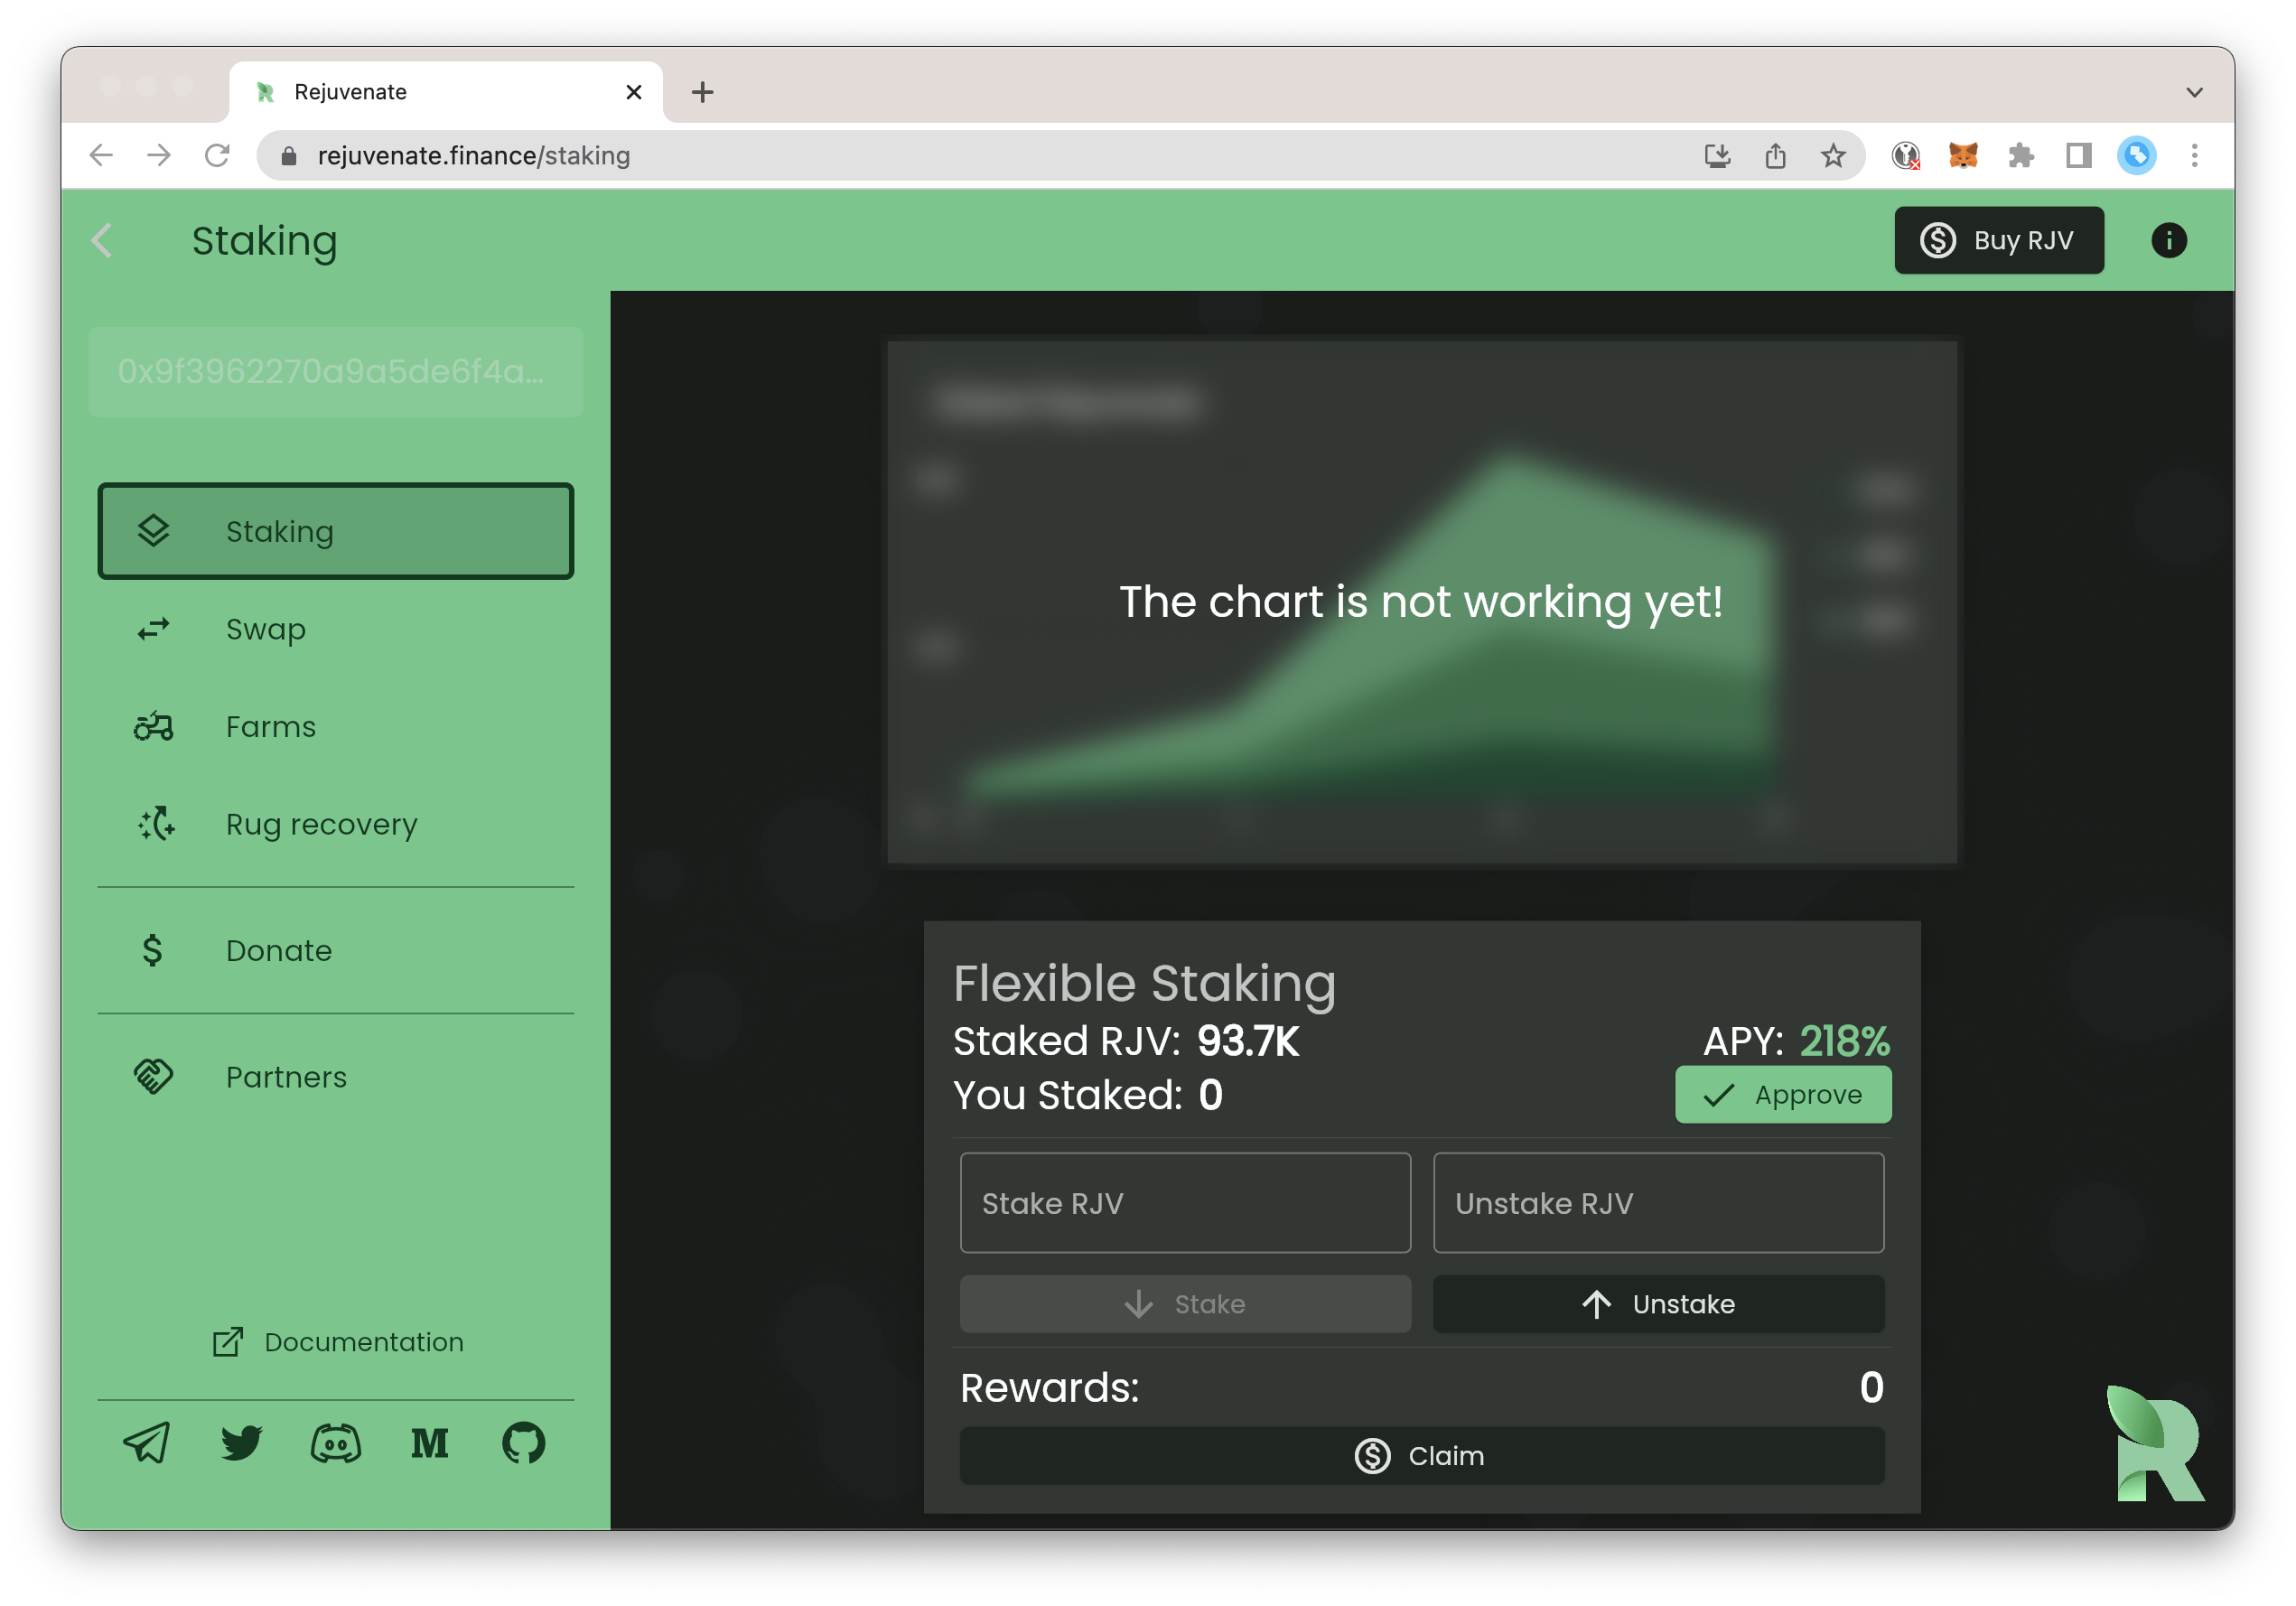 Rejuvenate
rejuvenate.finance/staking
Staking
Buy RJV
0x9f3962270a9a5de6f4a...
Staking
Swap
Farms
Rug recovery
Donate
Partners
Documentation
The chart is not working yet!
Flexible Staking
Staked RJV: 93.7K
APY: 218%
You Staked: 0
Approve
Stake RJV
Unstake RJV
Stake
Unstake
Rewards: 0
Claim